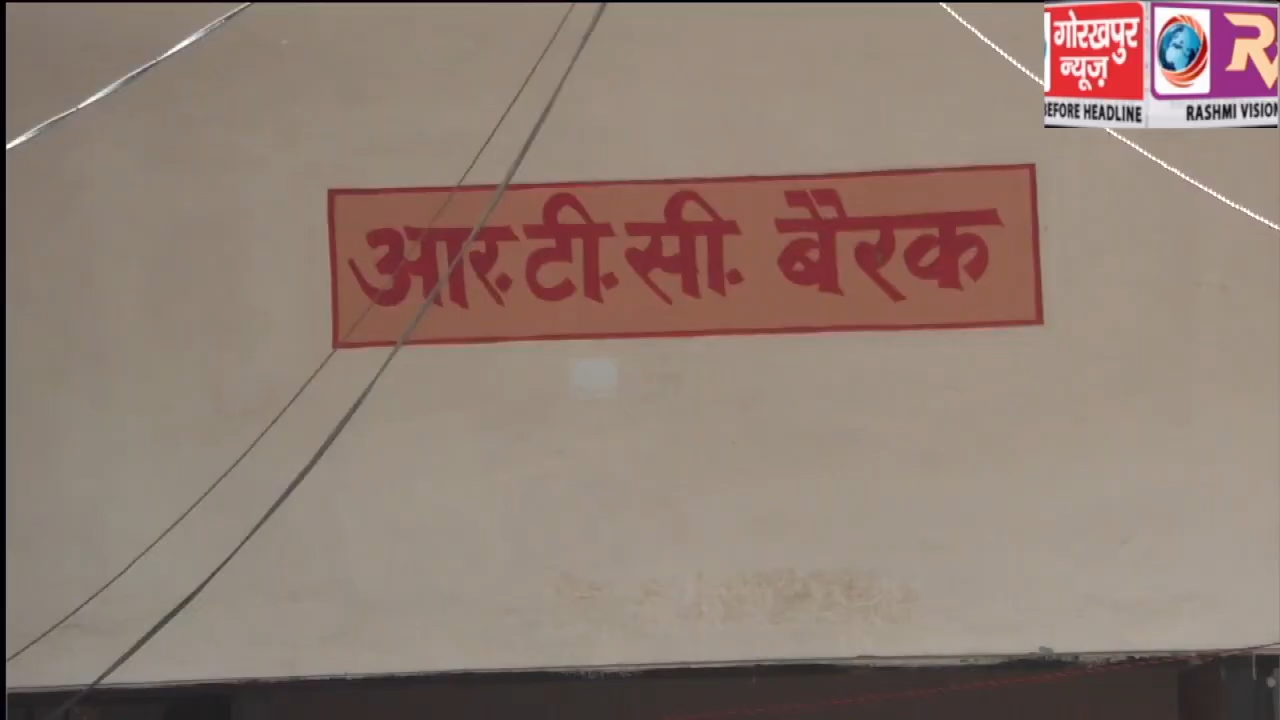 गोरखपुर
न्यूज़
BEFORE HEADLINE
R
RASHMI VISION
आर.टी.सी. बैरक